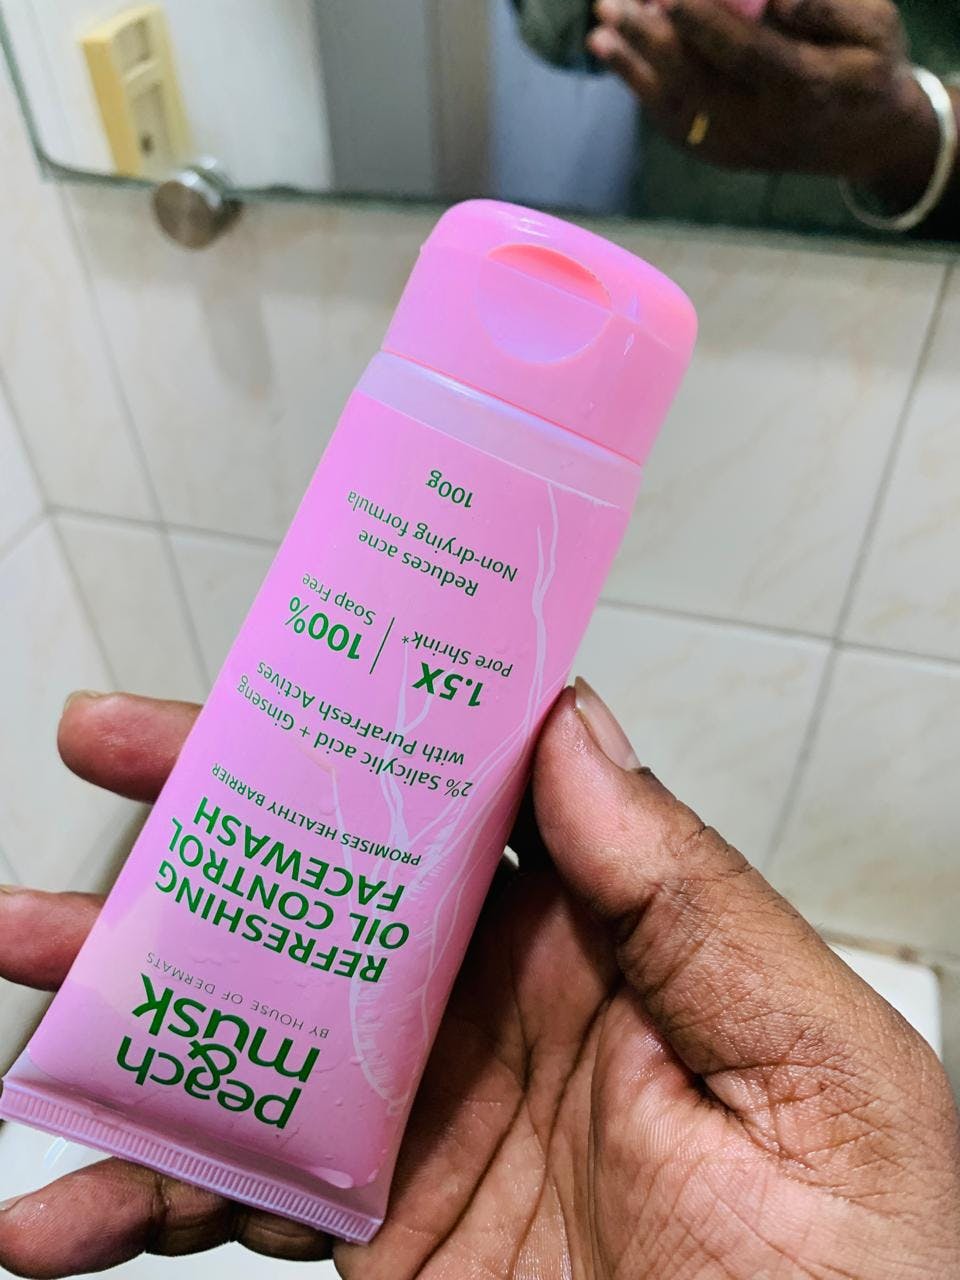 peach
& musk
BY HOUSE OF DERMATS
REFRESHING
OIL CONTROL
FACEWASH
PROMISES HEALTHY BARRIER
2% Salicylic acid + Ginseng
with PuraFresh Actives
1.5X
Pore Shrink*
100%
Soap Free
Reduces acne
Non-drying formula
100g